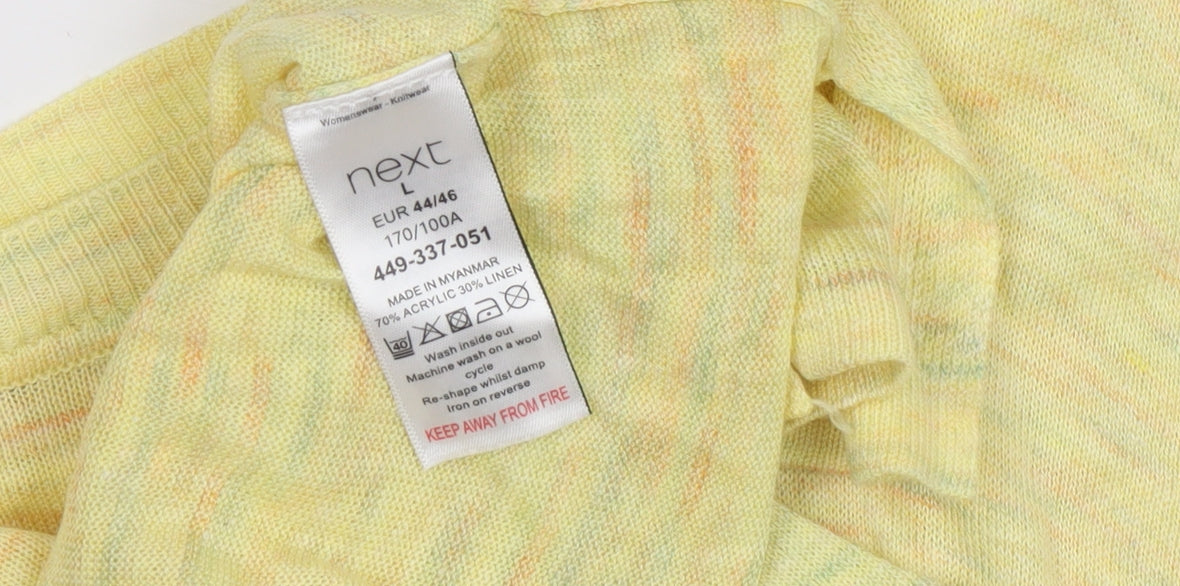 Womenswear - Knitwear
next
L
EUR 44/46
170/100A
449-337-051
MADE IN MYANMAR
70% ACRYLIC 30% LINEN
40
Wash inside out
Machine wash on a wool
cycle
Re-shape whilst damp
Iron on reverse
KEEP AWAY FROM FIRE